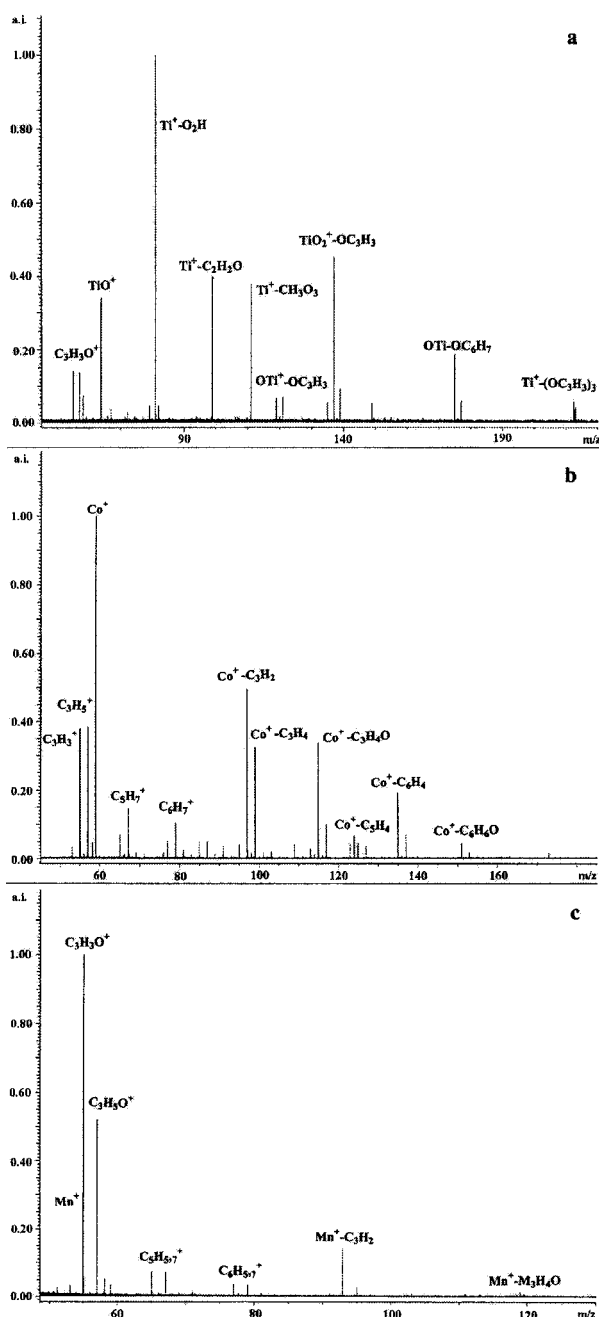 a.i.
a
1.00
Ti⁺-O₂H
0.80
0.60
TiO₂⁺-OC₃H₃
Ti⁺-C₂H₂O
0.40
TiO⁺
Ti⁺-CH₃O₃
C₃H₃O⁺
OTi-OC₆H₇
0.20
OTi⁺-OC₃H₃
Ti⁺-(OC₃H₃)₃
0.00
90 140 190 m/z
a.i.
b
Co⁺
1.00
0.80
0.60
Co⁺-C₃H₂
C₃H₅⁺
0.40
C₃H₃⁺
Co⁺-C₃H₄
Co⁺-C₃H₄O
Co⁺-C₆H₄
C₅H₇⁺
C₆H₇⁺
0.20
Co⁺-C₅H₄
Co⁺-C₆H₆O
0.00
60 80 100 120 140 160 m/z
a.i.
c
C₃H₃O⁺
1.00
0.80
0.60
C₃H₅O⁺
0.40
Mn⁺
0.20
Mn⁺-C₃H₂
C₅H₅,₇⁺
C₆H₅,₇⁺
Mn⁺-M₃H₄O
0.00
60 80 100 120 m/z